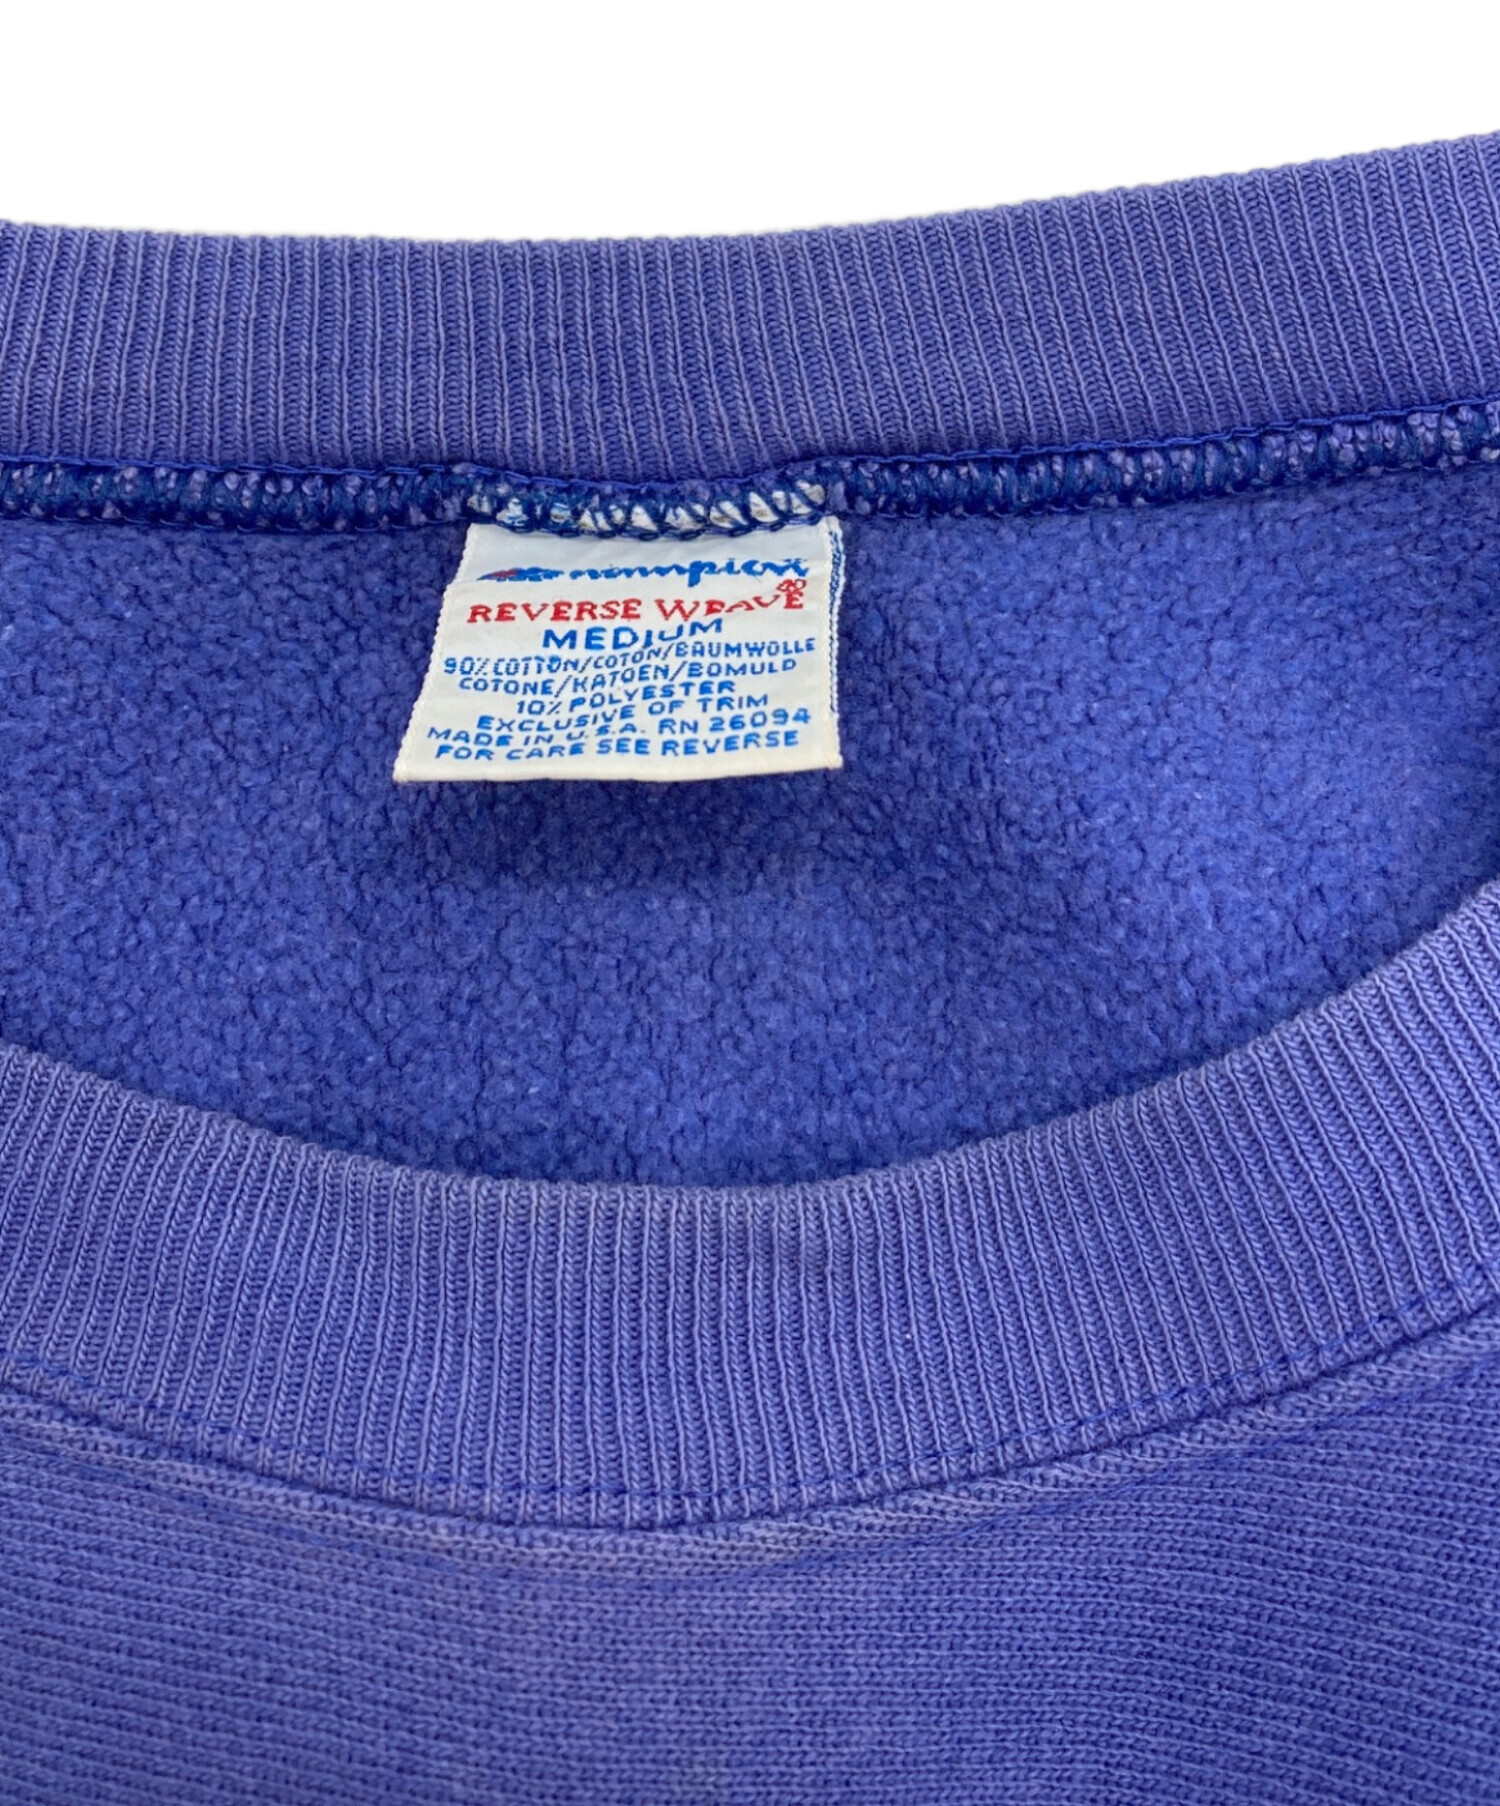 Champion
REVERSE WEAVE®
MEDIUM
90% COTTON/COTON/BAUMWOLLE
COTONE/KATOEN/BOMULD
10% POLYESTER
EXCLUSIVE OF TRIM
MADE IN U.S.A. RN 26094
FOR CARE SEE REVERSE